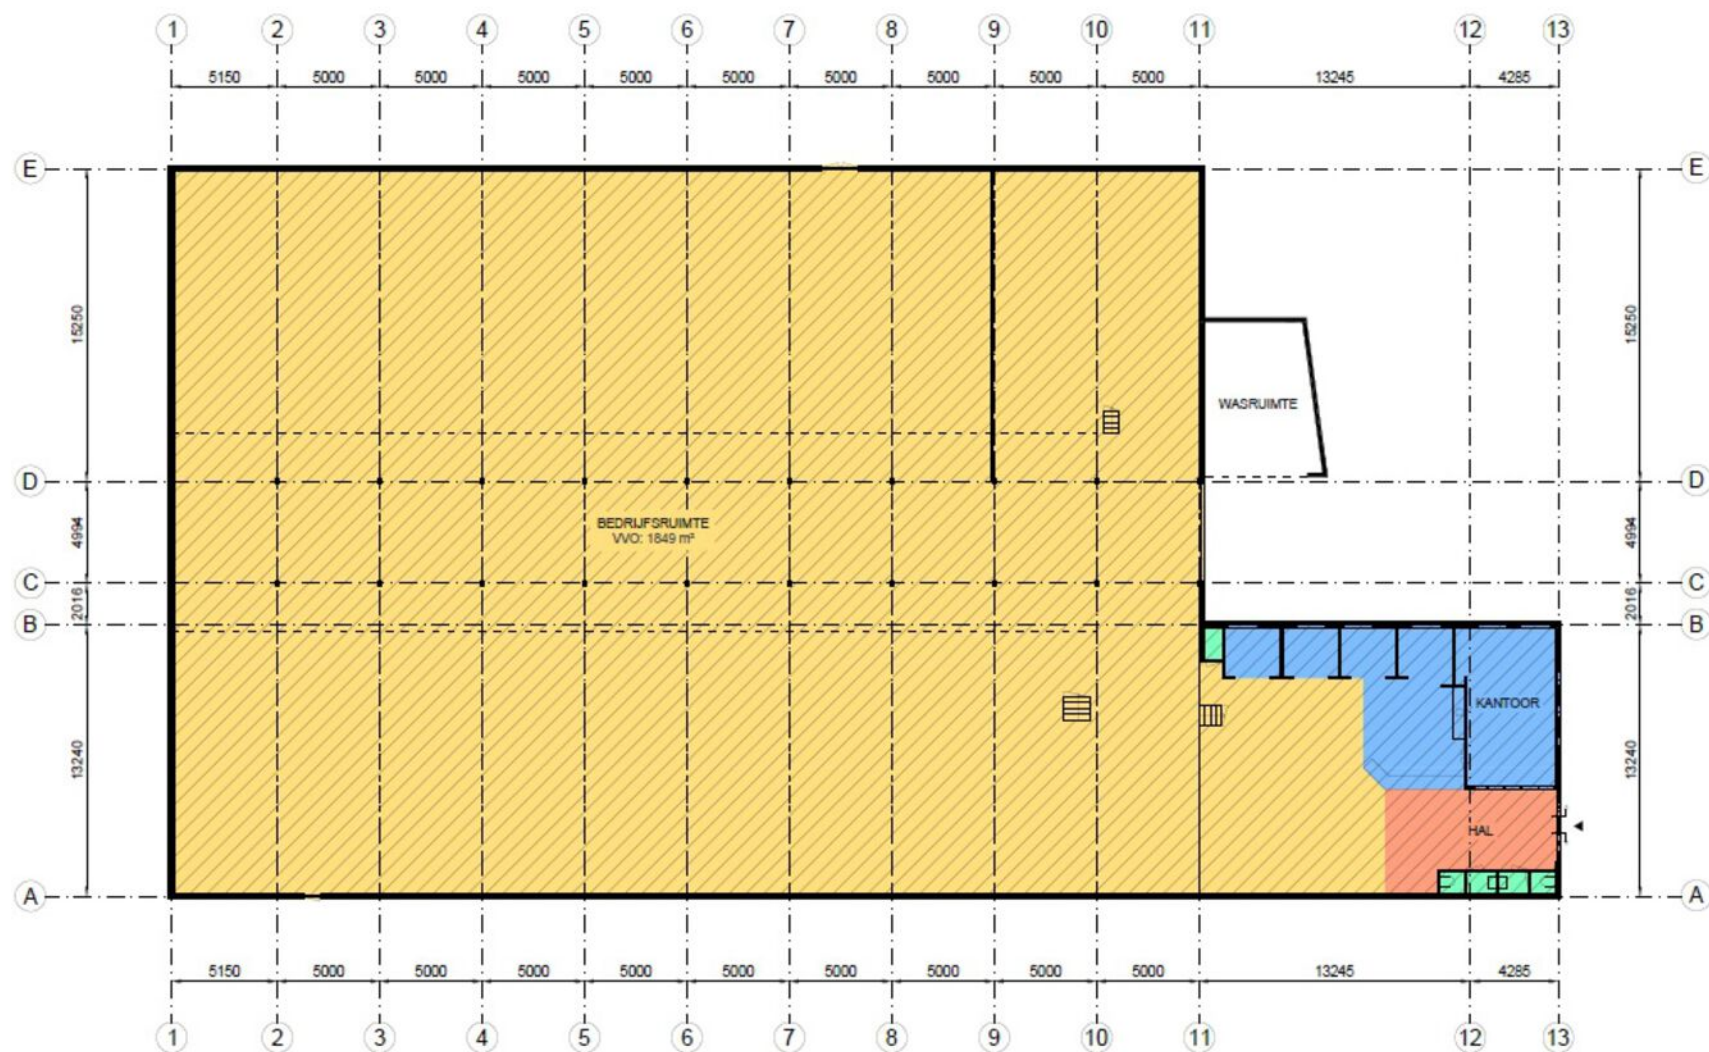 1 2 3 4 5 6 7 8 9 10 11 12 13
5150 5000 5000 5000 5000 5000 5000 5000 5000 5000 13245 4285
E E
15250 15250
WASRUIMTE
D D
4994 4994
BEDRIJFSRUIMTE
VVO: 1849 m²
C C
2016 2016
B B
KANTOOR
13240 13240
HAL
A A
5150 5000 5000 5000 5000 5000 5000 5000 5000 5000 13245 4285
1 2 3 4 5 6 7 8 9 10 11 12 13